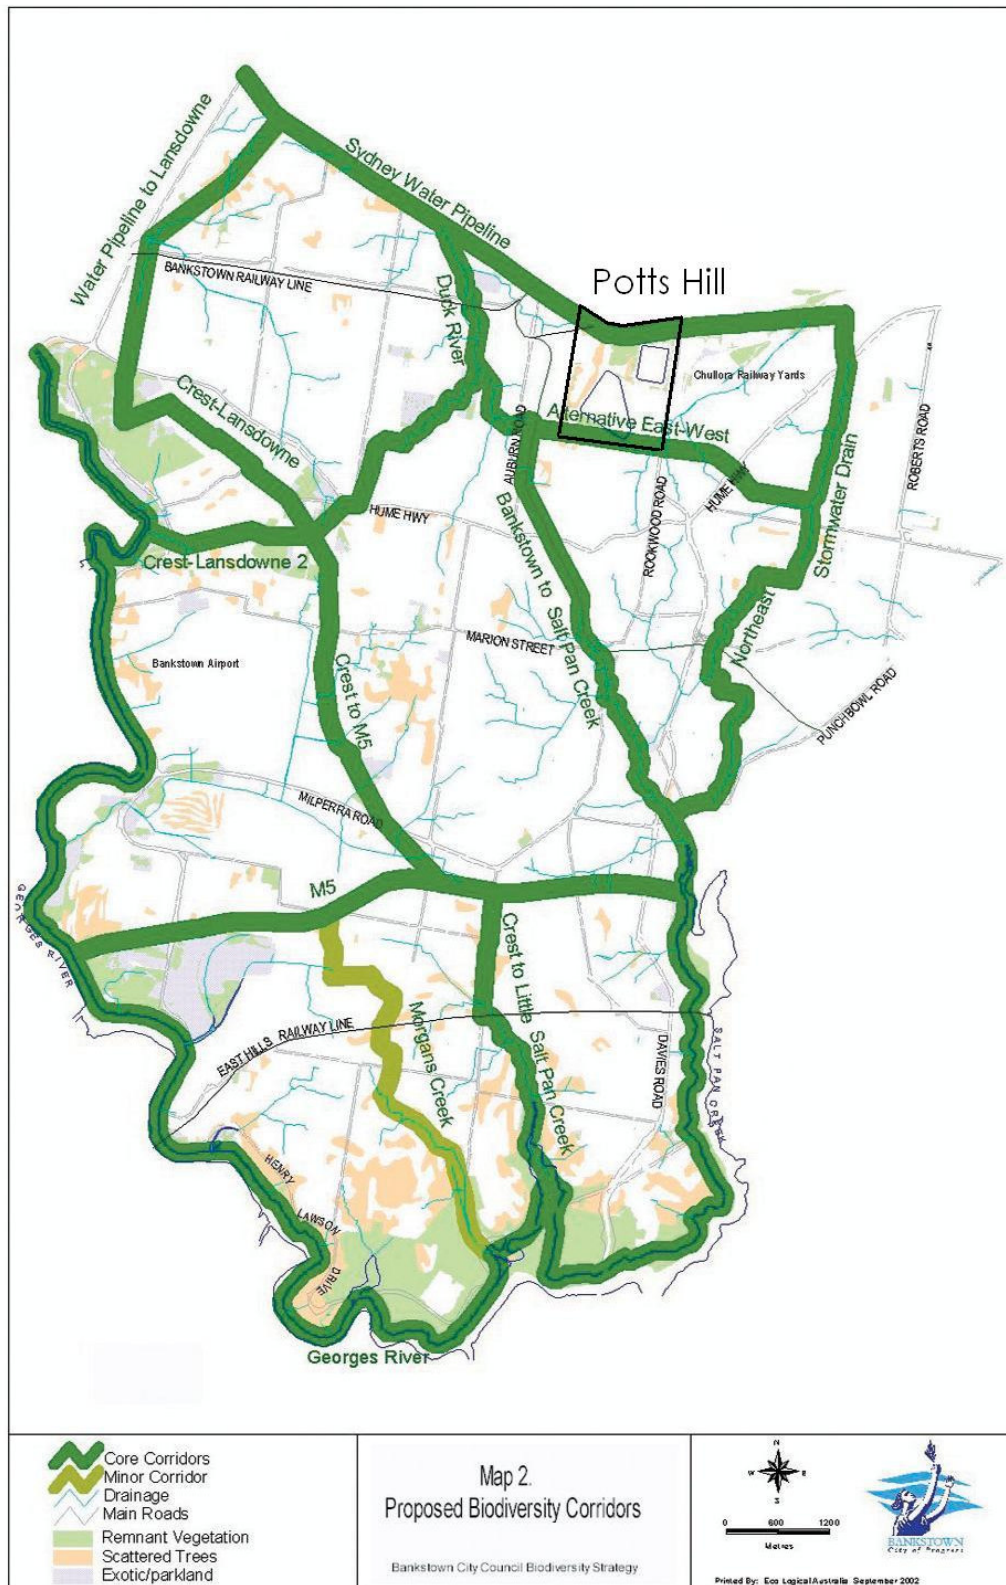 Water Pipeline to Lansdowne
Sydney Water Pipeline
BANKSTOWN RAILWAY LINE
Duck River
Potts Hill
Chullora Railway Yards
Crest-Lansdowne
Alternative East-West
AUBURN ROAD
ROBERTS ROAD
HUME HWY
HUME HWY
ROOKWOOD ROAD
Stormwater Drain
Northeast
Crest-Lansdowne 2
Bankstown to Salt Pan Creek
MARION STREET
Bankstown Airport
Crest to M5
PUNCHBOWL ROAD
MILPERRA ROAD
M5
GEORGES RIVER
Crest to Little Salt Pan Creek
Morgans Creek
EAST HILLS RAILWAY LINE
DAVIES ROAD
SALT PAN CREEK
HENRY
LAWSON
DRIVE
Georges River
Core Corridors
Minor Corridor
Drainage
Main Roads
Remnant Vegetation
Scattered Trees
Exotic/parkland
Map 2.
Proposed Biodiversity Corridors
Bankstown City Council Biodiversity Strategy
N
W E
S
0 600 1200
Metres
BANKSTOWN
City of Progress
Printed By: Eco Logical Australia September 2002